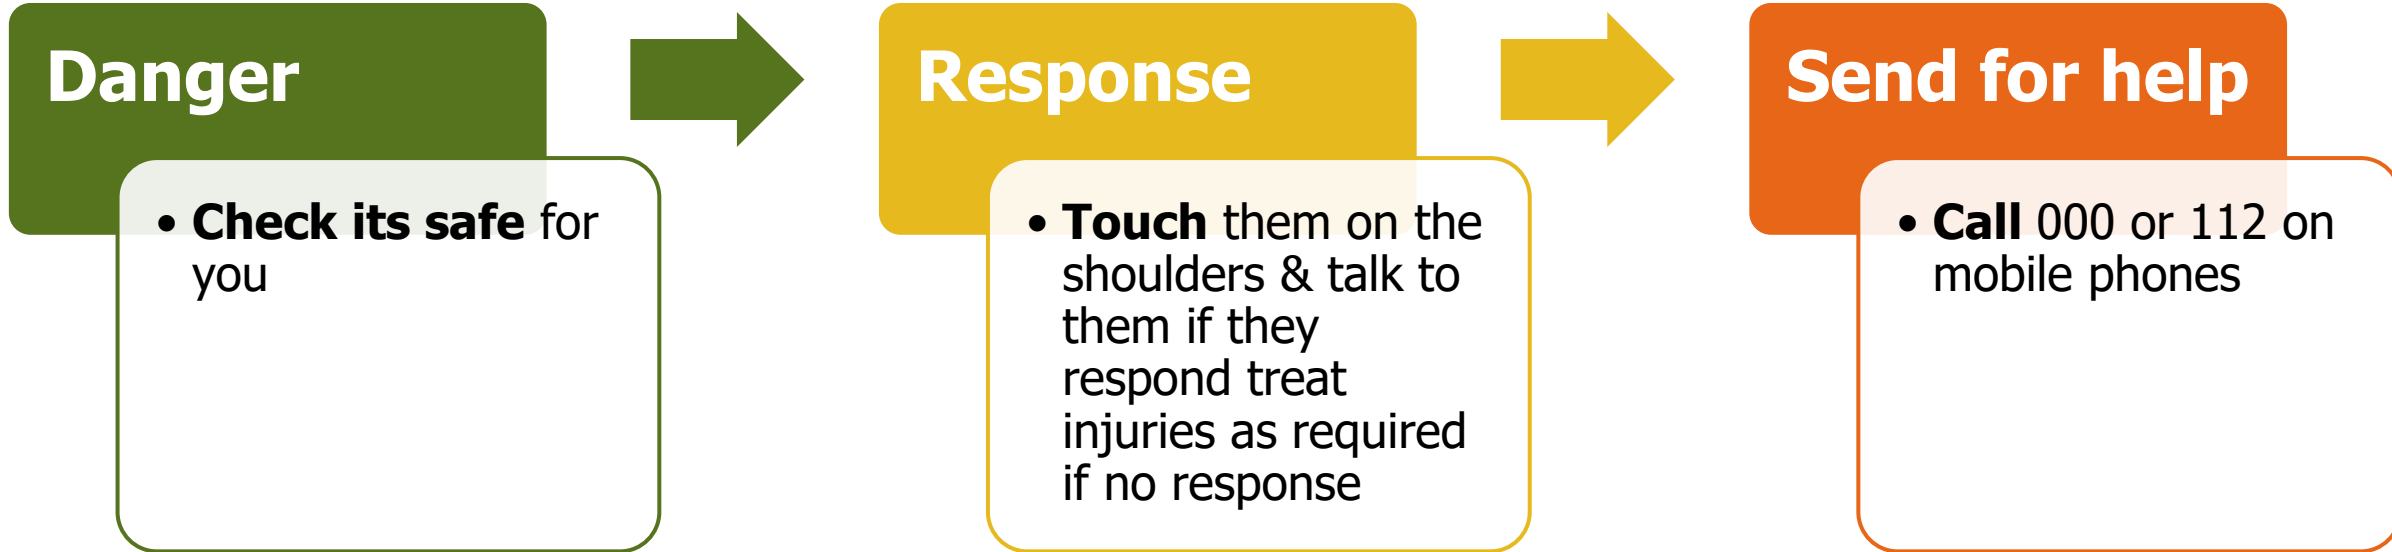 Danger
• Check its safe for
you
Response
• Touch them on the
shoulders & talk to
them if they
respond treat
injuries as required
if no response
Send for help
• Call 000 or 112 on
mobile phones